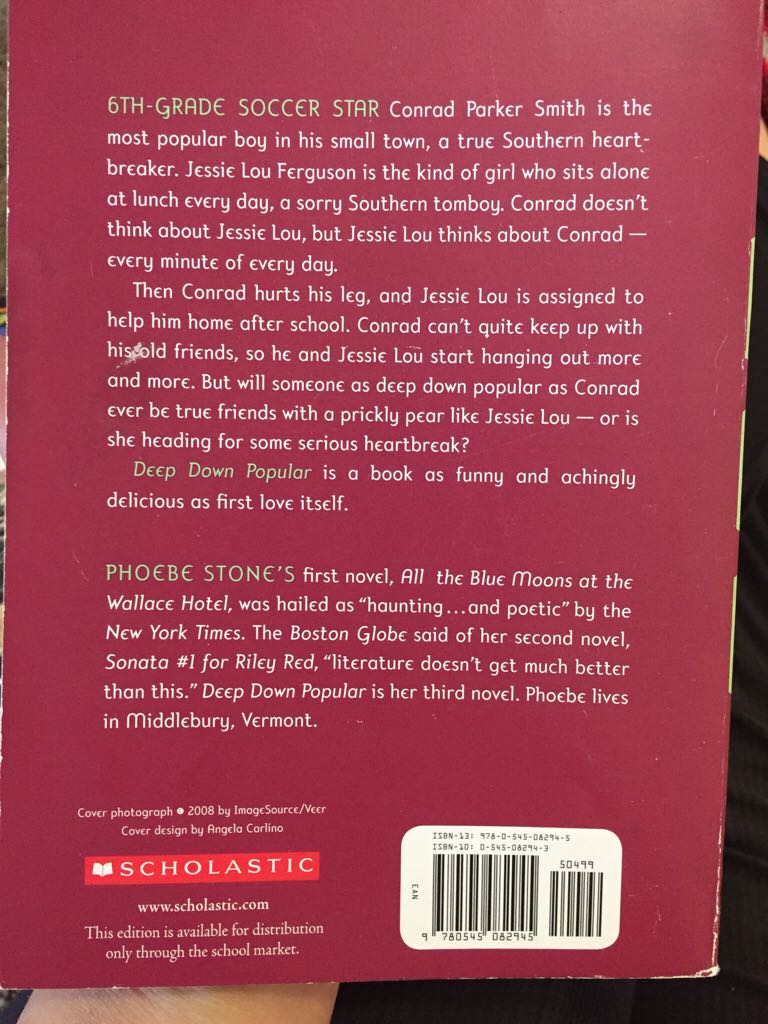 6TH-GRADE SOCCER STAR Conrad Parker Smith is the
most popular boy in his small town, a true Southern heart-
breaker. Jessie Lou Ferguson is the kind of girl who sits alone
at lunch every day, a sorry Southern tomboy. Conrad doesn't
think about Jessie Lou, but Jessie Lou thinks about Conrad —
every minute of every day.
Then Conrad hurts his leg, and Jessie Lou is assigned to
help him home after school. Conrad can't quite keep up with
his old friends, so he and Jessie Lou start hanging out more
and more. But will someone as deep down popular as Conrad
ever be true friends with a prickly pear like Jessie Lou — or is
she heading for some serious heartbreak?
Deep Down Popular is a book as funny and achingly
delicious as first love itself.
PHOEBE STONE'S first novel, All the Blue Moons at the
Wallace Hotel, was hailed as "haunting...and poetic" by the
New York Times. The Boston Globe said of her second novel,
Sonata #1 for Riley Red, "literature doesn't get much better
than this." Deep Down Popular is her third novel. Phoebe lives
in Middlebury, Vermont.
Cover photograph © 2008 by ImageSource/Veer
Cover design by Angela Carlino
SCHOLASTIC
www.scholastic.com
This edition is available for distribution
only through the school market.
ISBN-13: 978-0-545-08294-5
ISBN-10: 0-545-08294-3
50499
EAN
9 780545 082945